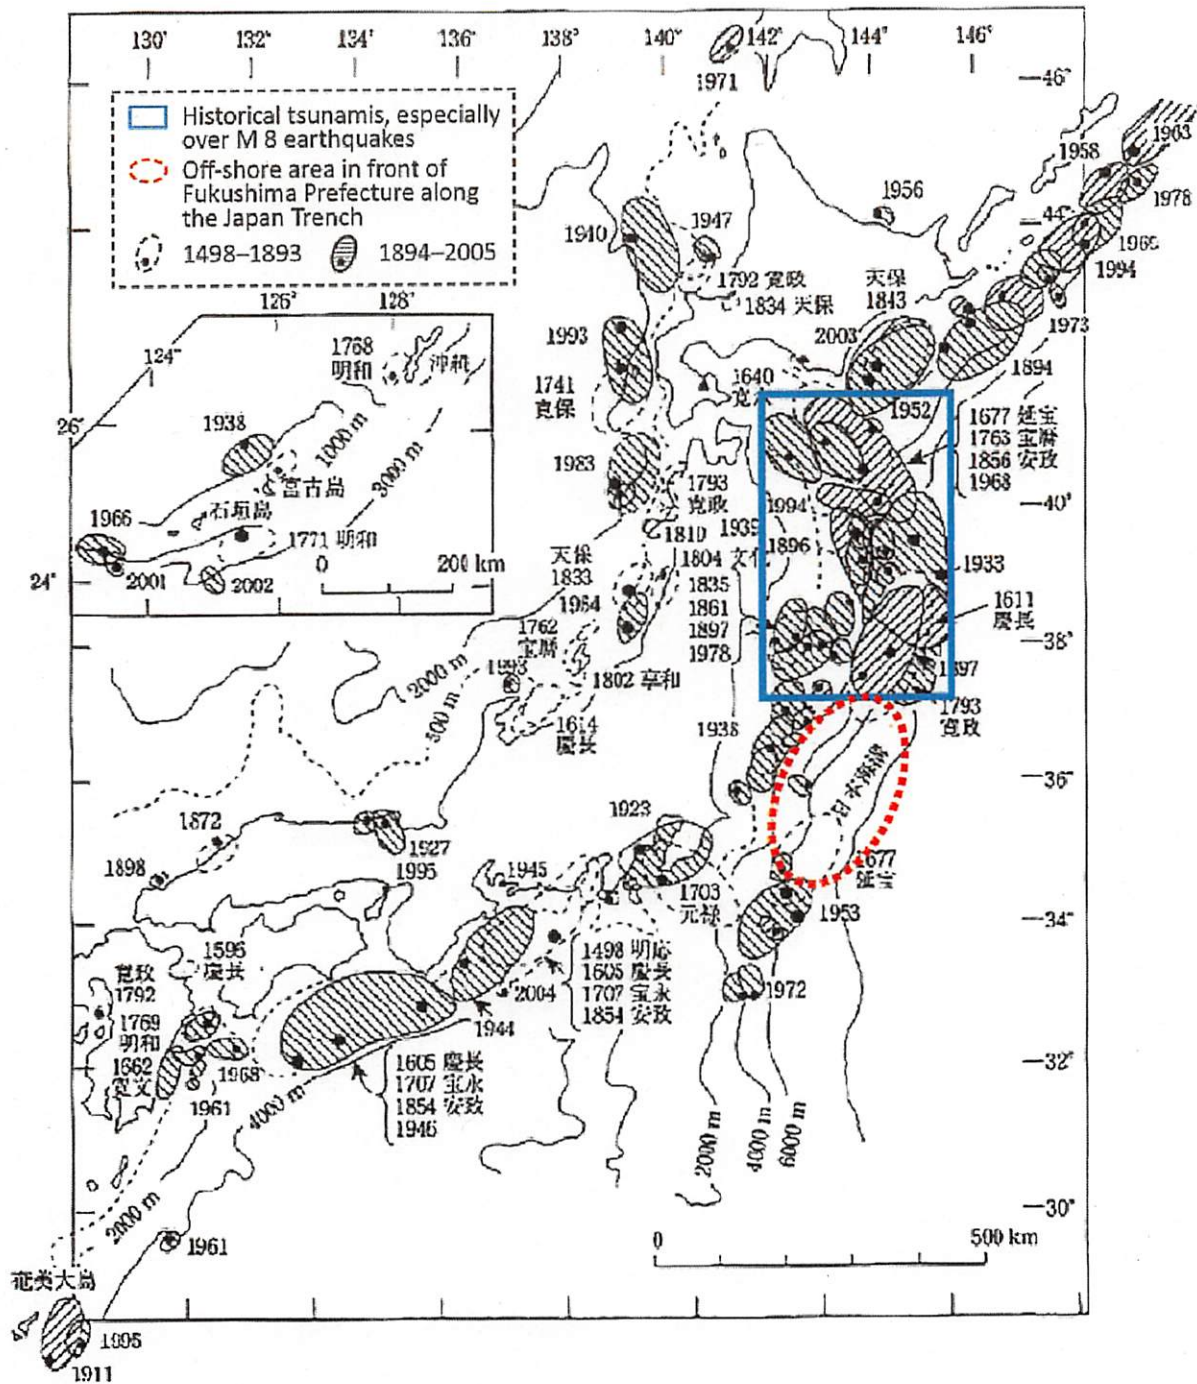 130° 132° 134° 136° 138° 140° 142° 144° 146°
46°
1971
Historical tsunamis, especially
over M 8 earthquakes
Off-shore area in front of
Fukushima Prefecture along
the Japan Trench
1498–1893 1894–2005
1963
1958
1978
1956
44°
1969
1994
1947
1940
1792 寛政
1834 天保
天保
1843
2003
1973
1894
126° 128°
124°
1768
明和
沖縄
1993
1741
寛保
1640
1952
1677 延宝
1763 宝暦
1856 安政
1968
26°
1938
1000 m
3000 m
宮古島
石垣島
1983
1793
寛政
1994
40°
1966
1771 明和
1810
1939
1896
天保
1833
1964
1804
2001
2002
0 200 km
24°
1835
1861
1897
1978
1933
1611
慶長
38°
1762
宝暦
1993
2000 m
500 m
1802 享和
1614
慶長
1897
1793
寛政
1938
36°
日本海溝
1872
1923
1927
1995
1898
1945
1677
延宝
1703
元禄
1953
34°
1596
慶長
寛政
1792
2004
1498 明応
1605 慶長
1707 宝永
1854 安政
1972
1944
1769
明和
1662
寛文
1968
1961
4000 m
1605 慶長
1707 宝永
1854 安政
1946
32°
2000 m
4000 m
6000 m
2000 m
30°
1961
0 500 km
奄美大島
1995
1911